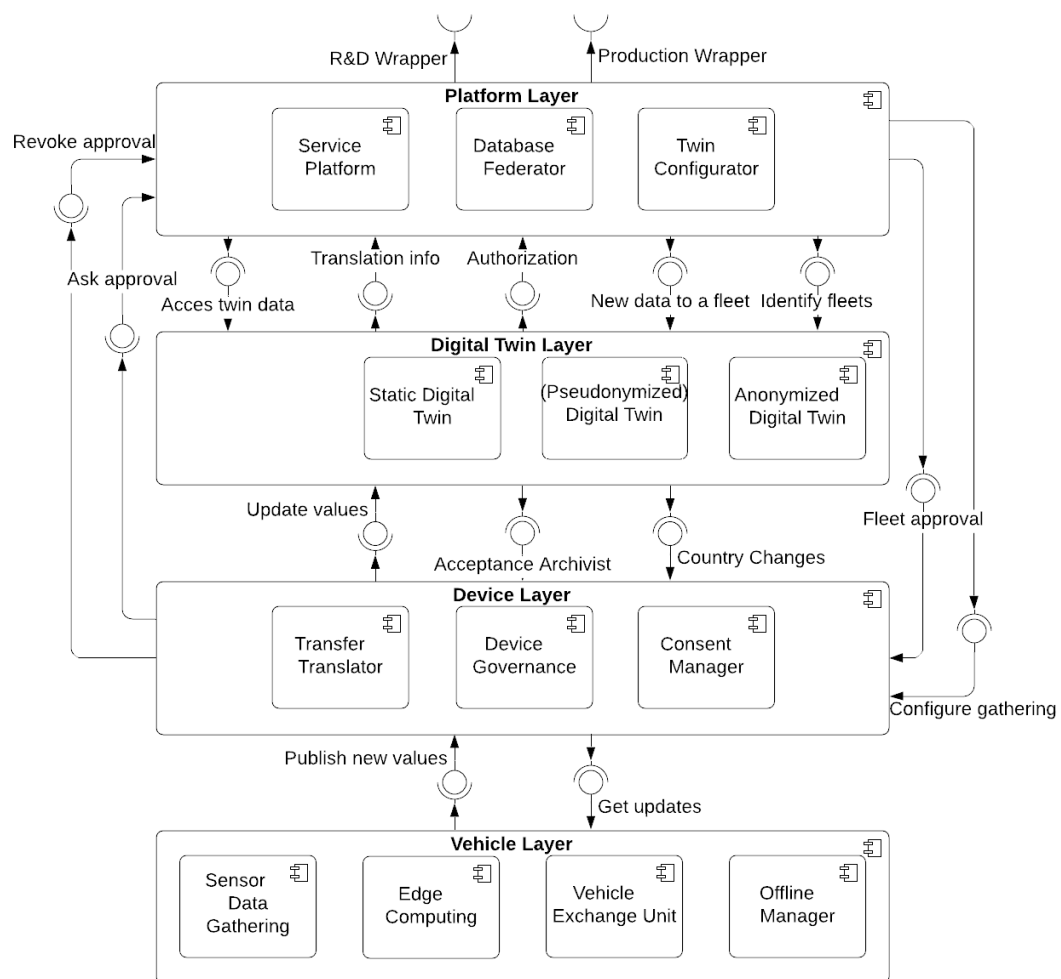 R&D Wrapper
Production Wrapper
Platform Layer
Revoke approval
Service
Platform
Database
Federator
Twin
Configurator
Translation info
Authorization
Ask approval
Acces twin data
New data to a fleet
Identify fleets
Digital Twin Layer
Static Digital
Twin
(Pseudonymized)
Digital Twin
Anonymized
Digital Twin
Update values
Fleet approval
Acceptance Archivist
Country Changes
Device Layer
Transfer
Translator
Device
Governance
Consent
Manager
Configure gathering
Publish new values
Get updates
Vehicle Layer
Sensor
Data
Gathering
Edge
Computing
Vehicle
Exchange Unit
Offline
Manager